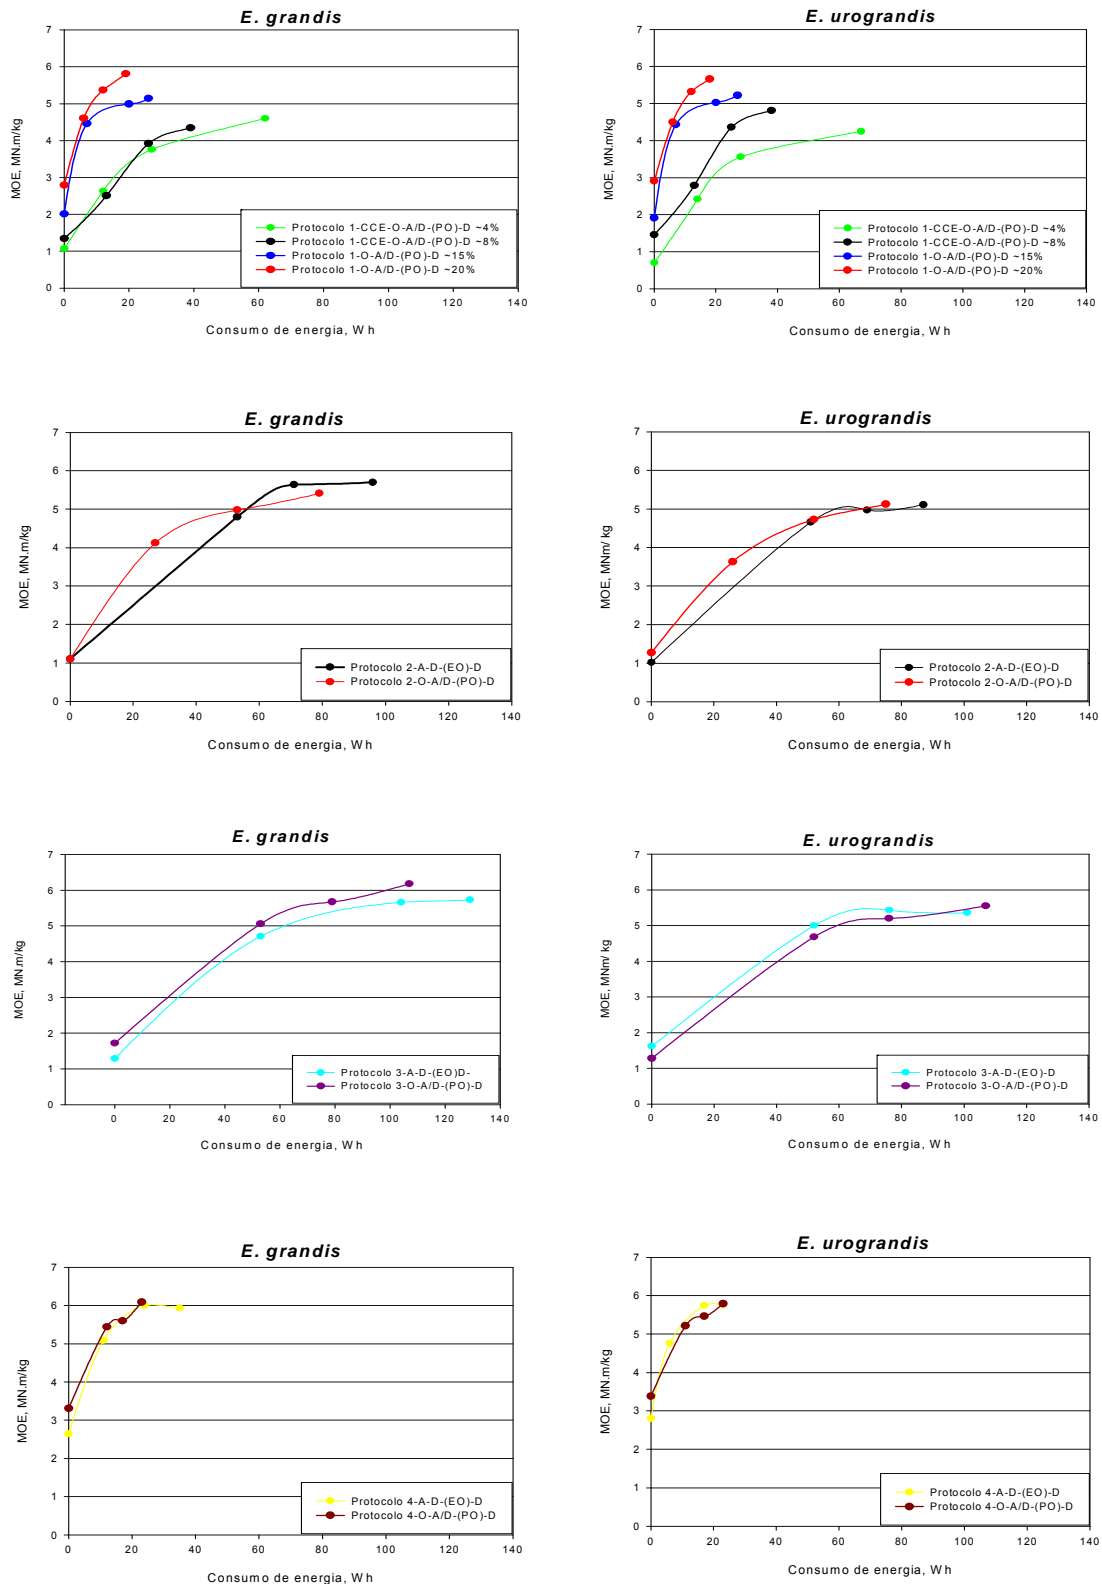 E. grandis
MOE, MN.m/kg
7
6
5
4
3
2
1
0
Protocolo 1-CCE-O-A/D-(PO)-D ~4%
Protocolo 1-CCE-O-A/D-(PO)-D ~8%
Protocolo 1-O-A/D-(PO)-D ~15%
Protocolo 1-O-A/D-(PO)-D ~20%
0 20 40 60 80 100 120 140
Consumo de energia, Wh
E. urograndis
MOE, MN.m/kg
7
6
5
4
3
2
1
0
Protocolo 1-CCE-O-A/D-(PO)-D ~4%
Protocolo 1-CCE-O-A/D-(PO)-D ~8%
Protocolo 1-O-A/D-(PO)-D ~15%
Protocolo 1-O-A/D-(PO)-D ~20%
0 20 40 60 80 100 120 140
Consumo de energia, Wh
E. grandis
MOE, MN.m/kg
7
6
5
4
3
2
1
0
Protocolo 2-A-D-(EO)-D
Protocolo 2-O-A/D-(PO)-D
0 20 40 60 80 100 120 140
Consumo de energia, Wh
E. urograndis
MOE, MNm/ kg
7
6
5
4
3
2
1
0
Protocolo 2-A-D-(EO)-D
Protocolo 2-O-A/D-(PO)-D
0 20 40 60 80 100 120 140
Consumo de energia, Wh
E. grandis
MOE, MN.m/kg
7
6
5
4
3
2
1
0
Protocolo 3-A-D-(EO)D-
Protocolo 3-O-A/D-(PO)-D
0 20 40 60 80 100 120 140
Consumo de energia, Wh
E. urograndis
MOE, MNm/ kg
7
6
5
4
3
2
1
0
Protocolo 3-A-D-(EO)-D
Protocolo 3-O-A/D-(PO)-D
0 20 40 60 80 100 120 140
Consumo de energia, Wh
E. grandis
MOE, MN.m/kg
7
6
5
4
3
2
1
0
Protocolo 4-A-D-(EO)-D
Protocolo 4-O-A/D-(PO)-D
0 20 40 60 80 100 120 140
Consumo de energia, Wh
E. urograndis
MOE, MN.m/kg
7
6
5
4
3
2
1
0
Protocolo 4-A-D-(EO)-D
Protocolo 4-O-A/D-(PO)-D
0 20 40 60 80 100 120 140
Consumo de energia, Wh